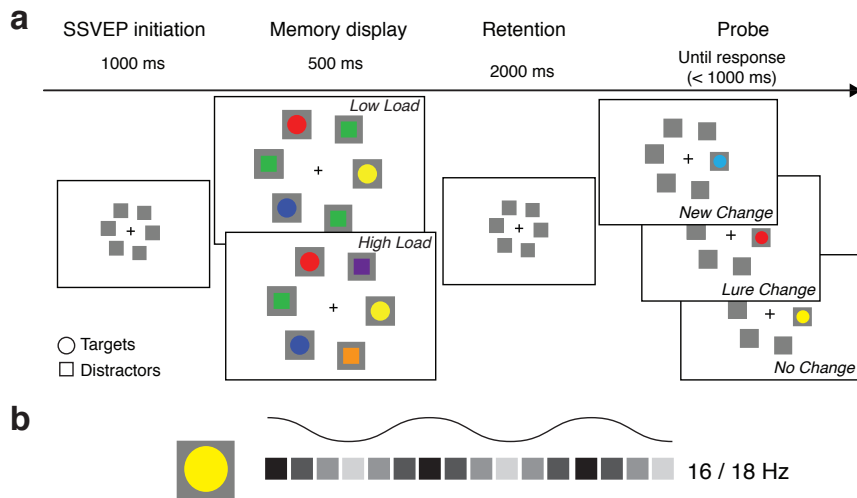 a
SSVEP initiation
1000 ms
Memory display
500 ms
Retention
2000 ms
Probe
Until response
(< 1000 ms)
Low Load
High Load
New Change
Lure Change
No Change
Targets
Distractors
b
16 / 18 Hz